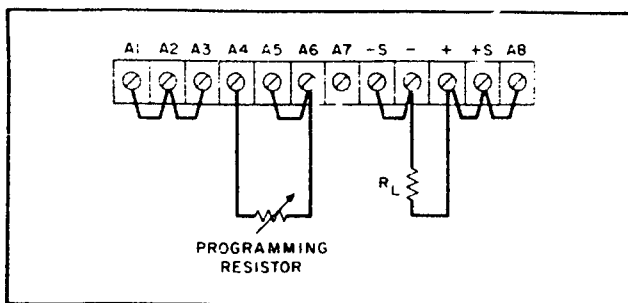 A1 A2 A3 A4 A5 A6 A7 -S - + +S A8
RL
PROGRAMMING
RESISTOR